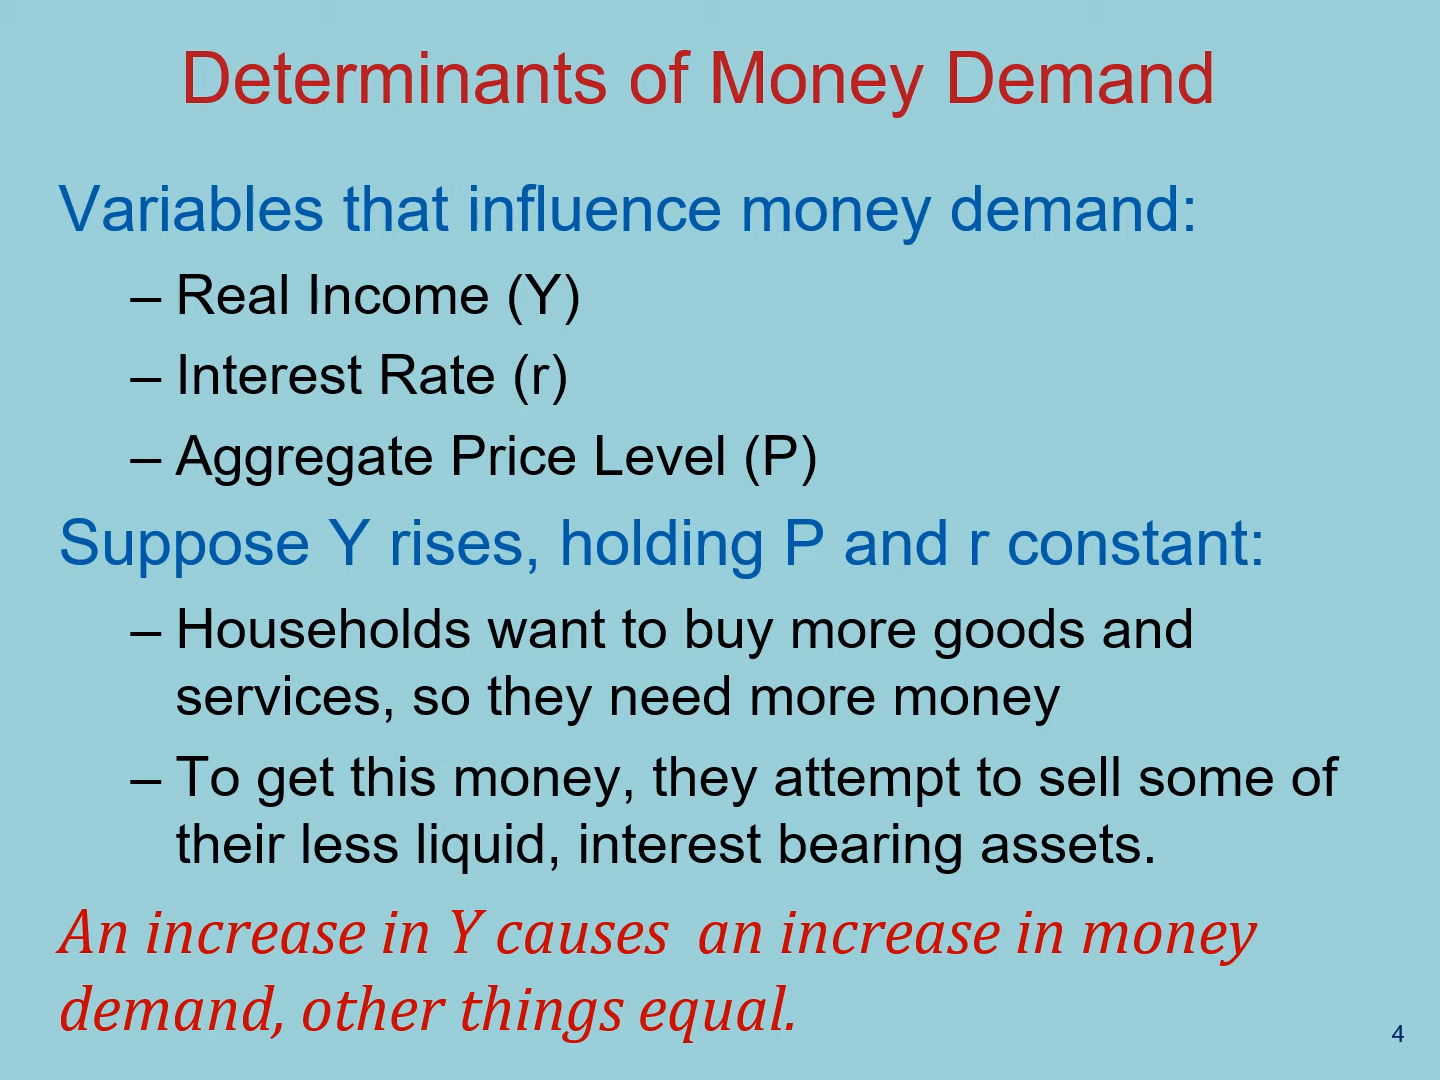 Determinants of Money Demand
Variables that influence money demand:
– Real Income (Y)
– Interest Rate (r)
– Aggregate Price Level (P)
Suppose Y rises, holding P and r constant:
– Households want to buy more goods and
services, so they need more money
– To get this money, they attempt to sell some of
their less liquid, interest bearing assets.
An increase in Y causes  an increase in money
demand, other things equal.
4